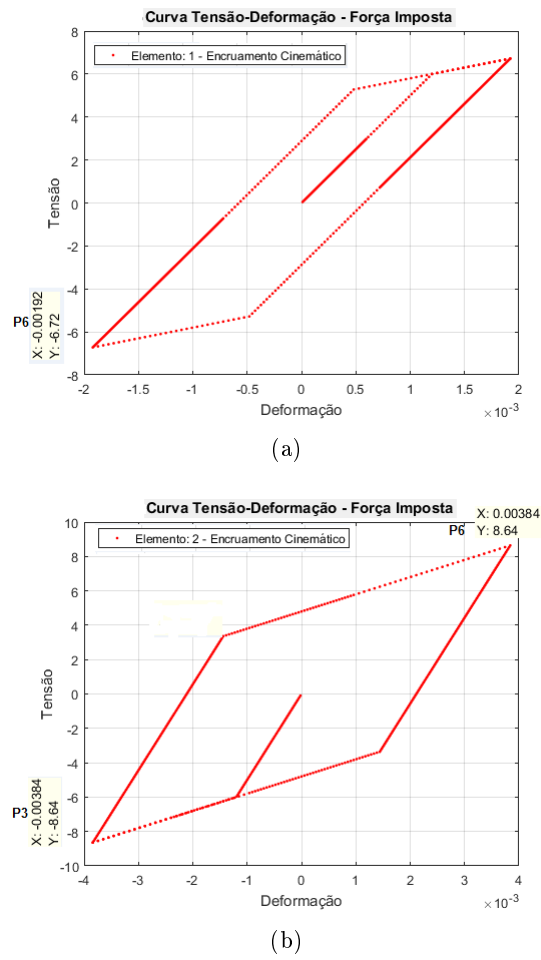 Curva Tensão-Deformação - Força Imposta
Elemento: 1 - Encruamento Cinemático
8
6
4
2
0
-2
-4
-6
-8
Tensão
P6
X: -0.00192
Y: -6.72
-2 -1.5 -1 -0.5 0 0.5 1 1.5 2
Deformação
×10⁻³
(a)
Curva Tensão-Deformação - Força Imposta
X: 0.00384
P6 Y: 8.64
Elemento: 2 - Encruamento Cinemático
10
8
6
4
2
0
-2
-4
-6
-8
-10
Tensão
P3
X: -0.00384
Y: -8.64
-4 -3 -2 -1 0 1 2 3 4
Deformação
×10⁻³
(b)